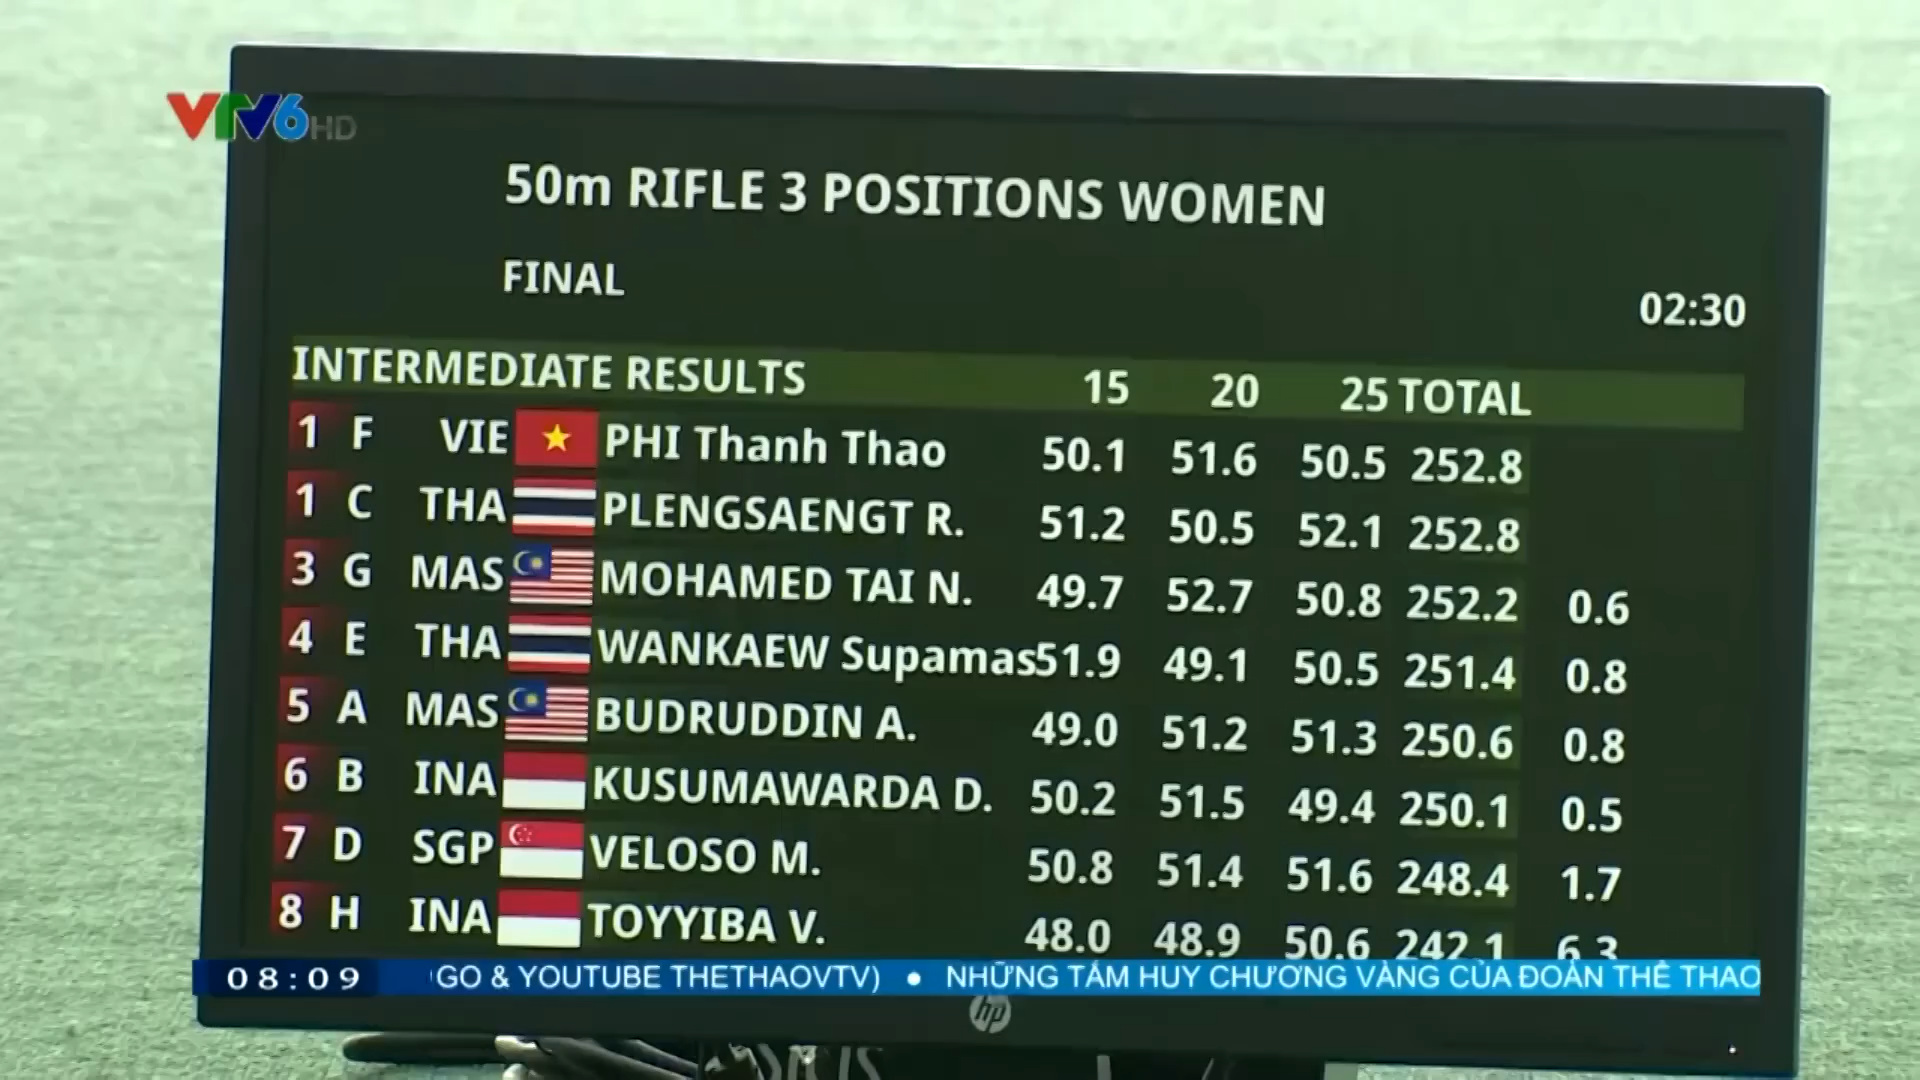 VTV6 HD
50m RIFLE 3 POSITIONS WOMEN
FINAL
02:30
INTERMEDIATE RESULTS 15 20 25 TOTAL
1 F VIE PHI Thanh Thao 50.1 51.6 50.5 252.8
1 C THA PLENGSAENGT R. 51.2 50.5 52.1 252.8
3 G MAS MOHAMED TAI N. 49.7 52.7 50.8 252.2 0.6
4 E THA WANKAEW Supamas 51.9 49.1 50.5 251.4 0.8
5 A MAS BUDRUDDIN A. 49.0 51.2 51.3 250.6 0.8
6 B INA KUSUMAWARDA D. 50.2 51.5 49.4 250.1 0.5
7 D SGP VELOSO M. 50.8 51.4 51.6 248.4 1.7
8 H INA TOYYIBA V. 48.0 48.9 50.6 242.1 6.3
08:09 GO & YOUTUBE THETHAOVTV) • NHỮNG TẤM HUY CHƯƠNG VÀNG CỦA ĐOÀN THỂ THAO
hp